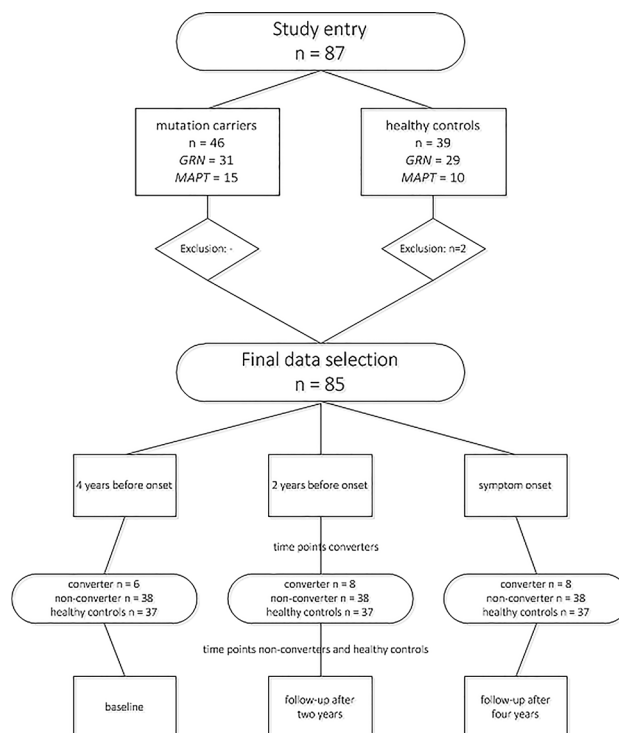 Study entry
n = 87
mutation carriers
n = 46
GRN = 31
MAPT = 15
healthy controls
n = 39
GRN = 29
MAPT = 10
Exclusion: -
Exclusion: n=2
Final data selection
n = 85
4 years before onset
2 years before onset
symptom onset
time points converters
converter n = 6
non-converter n = 38
healthy controls n = 37
converter n = 8
non-converter n = 38
healthy controls n = 37
converter n = 8
non-converter n = 38
healthy controls n = 37
time points non-converters and healthy controls
baseline
follow-up after
two years
follow-up after
four years